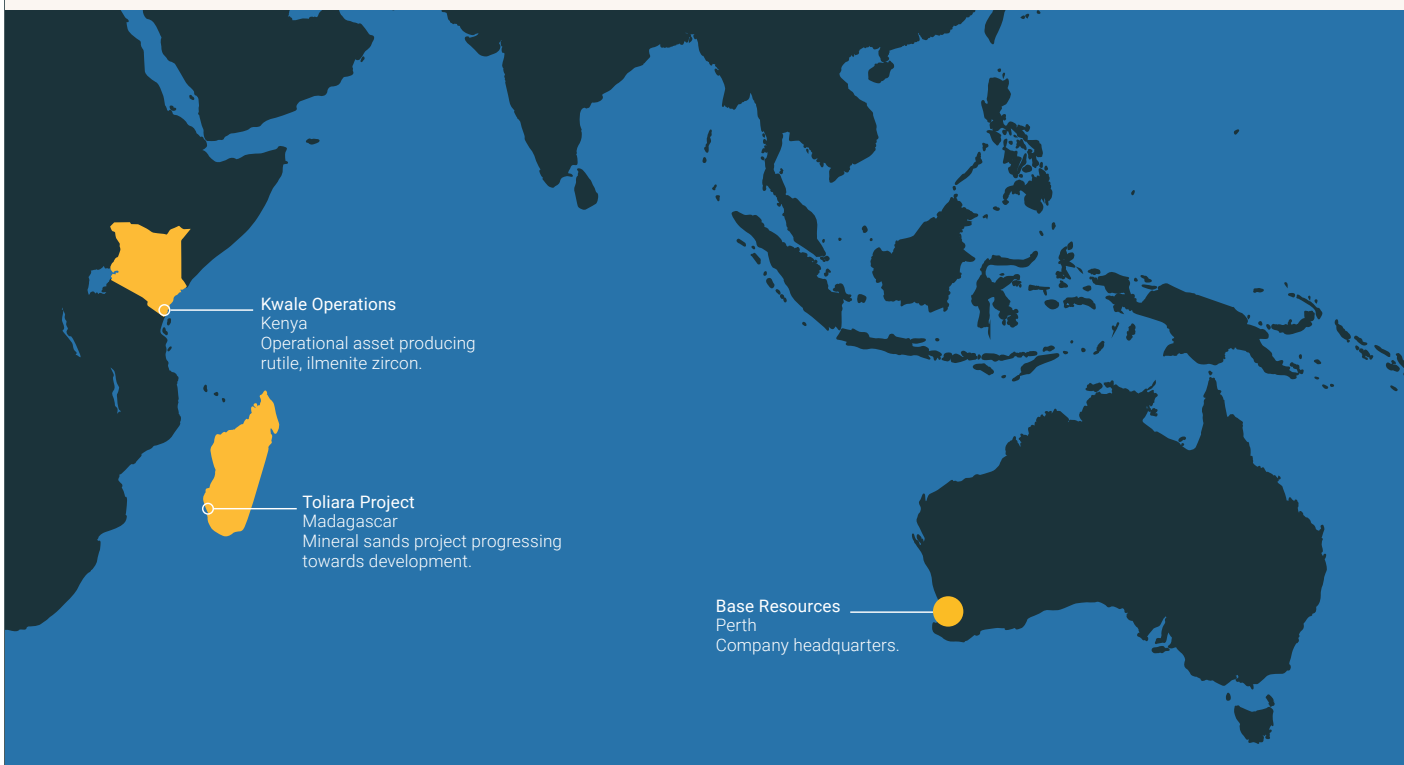 Kwale Operations
Kenya
Operational asset producing
rutile, ilmenite zircon.
Toliara Project
Madagascar
Mineral sands project progressing
towards development.
Base Resources
Perth
Company headquarters.